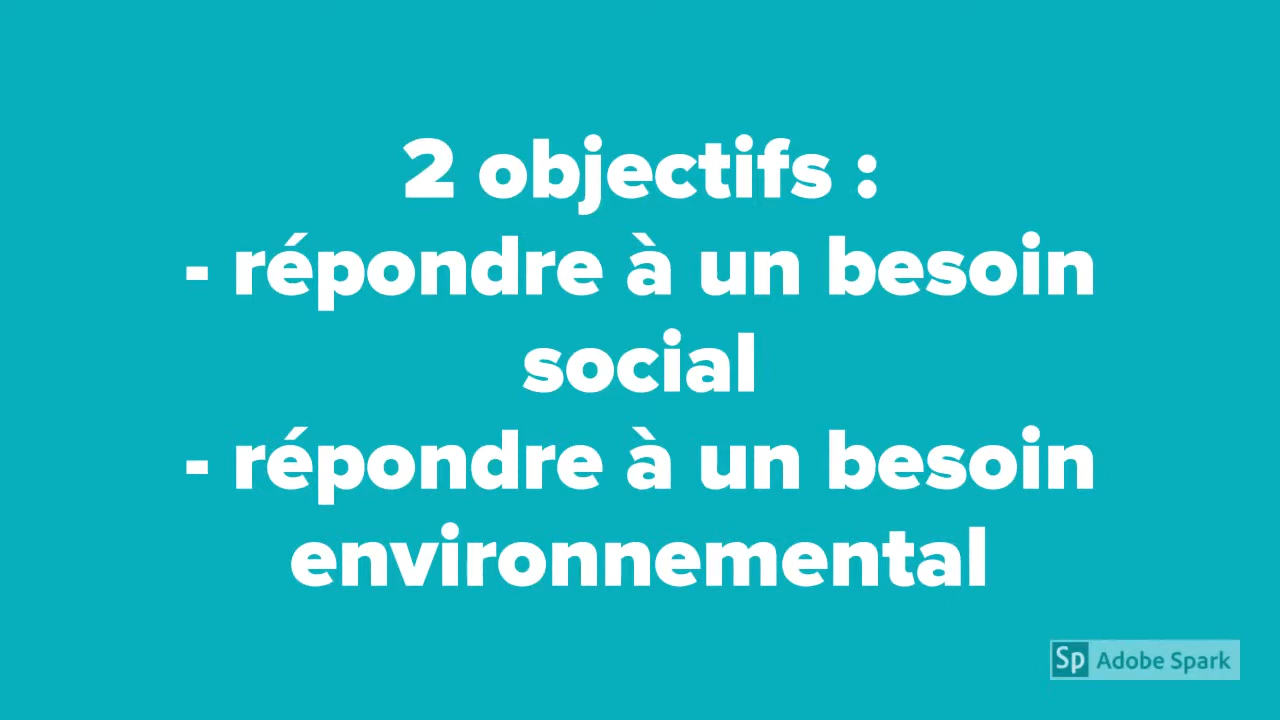 2 objectifs :
- répondre à un besoin
social
- répondre à un besoin
environnemental
Sp Adobe Spark